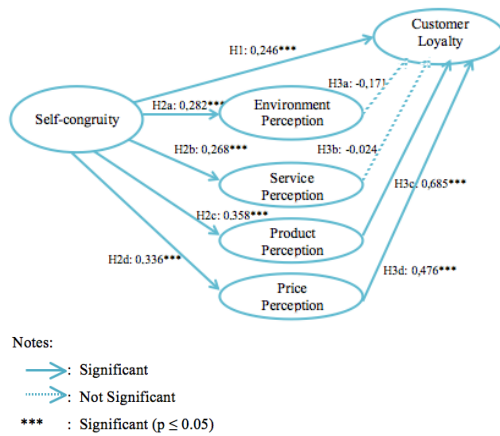 Customer
Loyalty
H1: 0,246***
H3a: -0,171
H2a: 0,282***
Environment
Perception
Self-congruity
H3b: -0.024
H2b: 0,268***
Service
Perception
H3c: 0,685***
H2c: 0.358***
Product
Perception
H2d: 0,336***
H3d: 0,476***
Price
Perception
Notes:
: Significant
: Not Significant
*** : Significant (p ≤ 0.05)